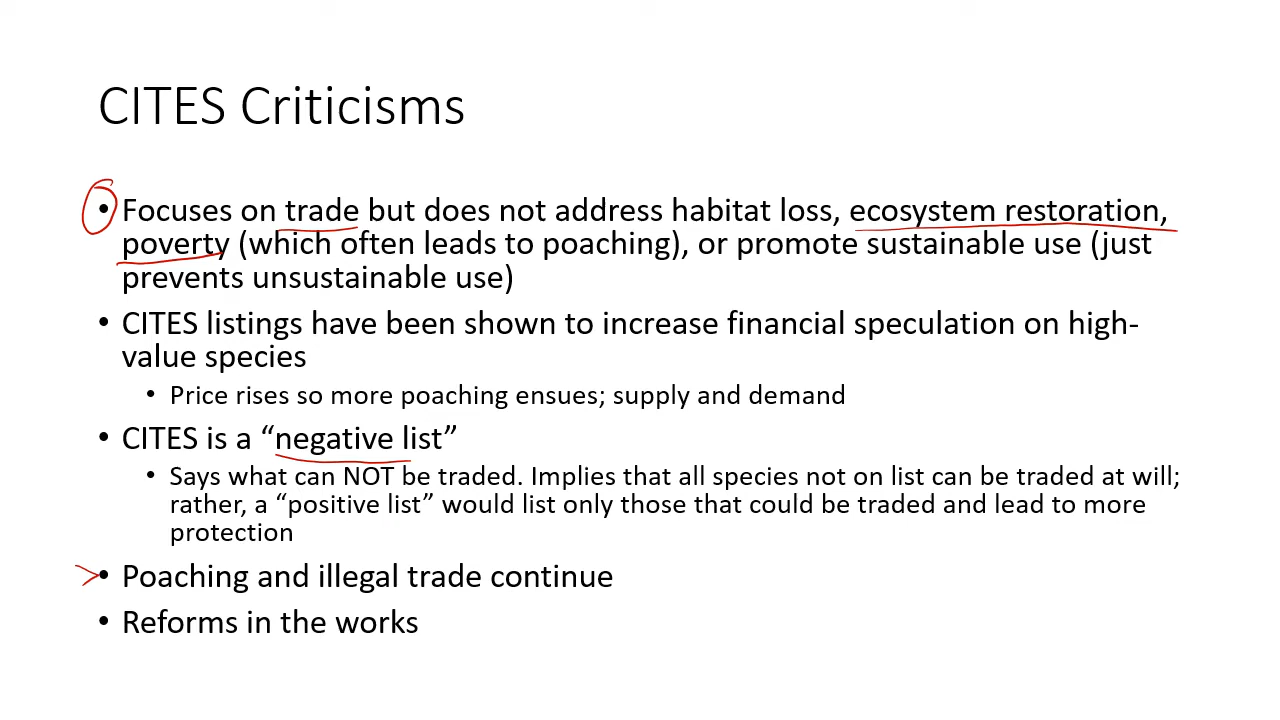 CITES Criticisms
• Focuses on trade but does not address habitat loss, ecosystem restoration,
poverty (which often leads to poaching), or promote sustainable use (just
prevents unsustainable use)
• CITES listings have been shown to increase financial speculation on high-
value species
• Price rises so more poaching ensues; supply and demand
• CITES is a “negative list”
• Says what can NOT be traded. Implies that all species not on list can be traded at will;
rather, a “positive list” would list only those that could be traded and lead to more
protection
• Poaching and illegal trade continue
• Reforms in the works